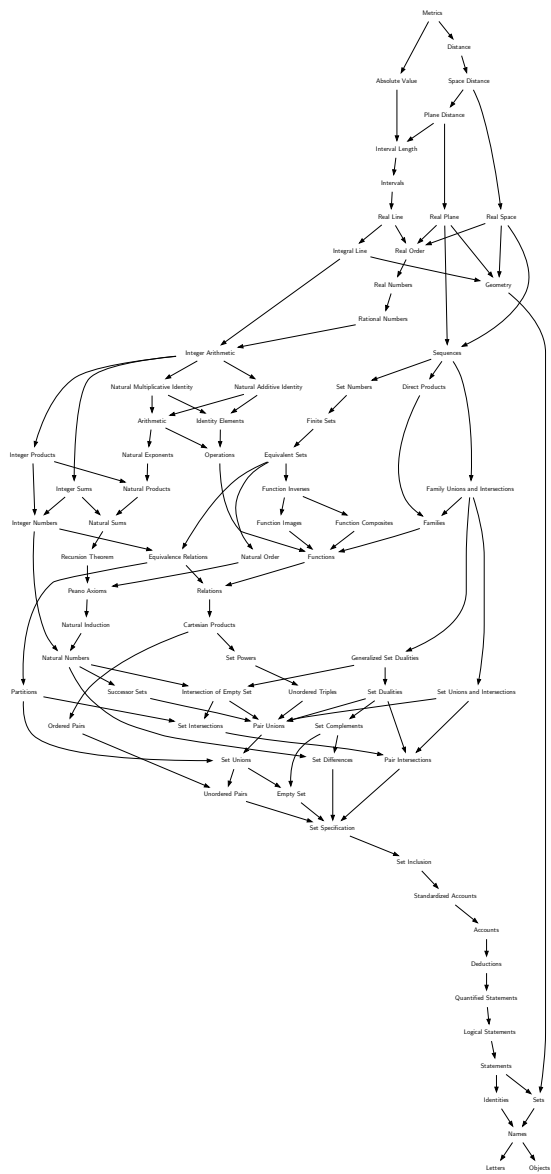 Metrics
Distance
Absolute Value
Space Distance
Plane Distance
Interval Length
Intervals
Real Line
Real Plane
Real Space
Integral Line
Real Order
Real Numbers
Geometry
Rational Numbers
Integer Arithmetic
Sequences
Natural Multiplicative Identity
Natural Additive Identity
Set Numbers
Direct Products
Arithmetic
Identity Elements
Finite Sets
Integer Products
Natural Exponents
Operations
Equivalent Sets
Integer Sums
Natural Products
Function Inverses
Family Unions and Intersections
Integer Numbers
Natural Sums
Function Images
Function Composites
Families
Recursion Theorem
Equivalence Relations
Natural Order
Functions
Peano Axioms
Relations
Natural Induction
Cartesian Products
Natural Numbers
Set Powers
Generalized Set Dualities
Partitions
Successor Sets
Intersection of Empty Set
Unordered Triples
Set Dualities
Set Unions and Intersections
Ordered Pairs
Set Intersections
Pair Unions
Set Complements
Set Unions
Set Differences
Pair Intersections
Unordered Pairs
Empty Set
Set Specification
Set Inclusion
Standardized Accounts
Accounts
Deductions
Quantified Statements
Logical Statements
Statements
Identities
Sets
Names
Letters
Objects